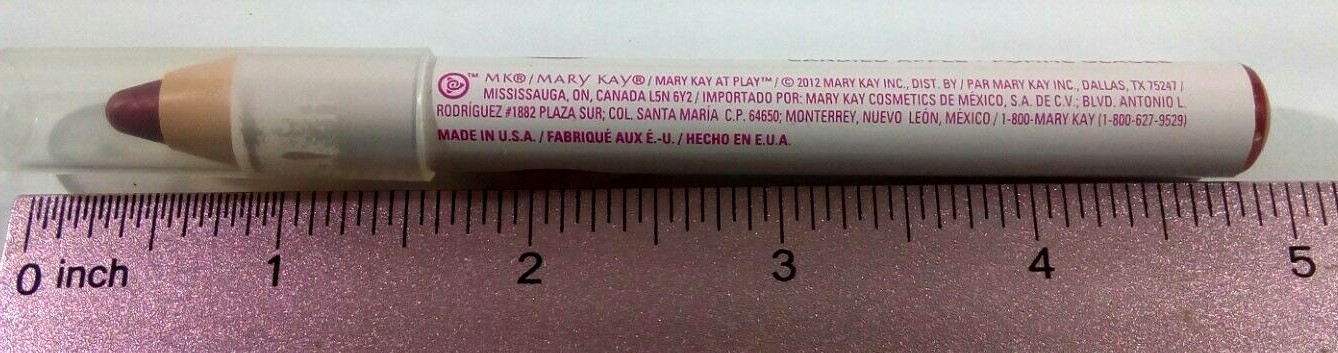 ™ MK® / MARY KAY® / MARY KAY AT PLAY™ / © 2012 MARY KAY INC., DIST. BY / PAR MARY KAY INC., DALLAS, TX 75247 /
MISSISSAUGA, ON, CANADA L5N 6Y2 / IMPORTADO POR: MARY KAY COSMETICS DE MÉXICO, S.A. DE C.V.; BLVD. ANTONIO L.
RODRÍGUEZ #1882 PLAZA SUR; COL. SANTA MARÍA C.P. 64650; MONTERREY, NUEVO LEÓN, MÉXICO / 1-800-MARY KAY (1-800-627-9529)
MADE IN U.S.A. / FABRIQUÉ AUX É.-U. / HECHO EN E.U.A.
0 inch 1 2 3 4 5